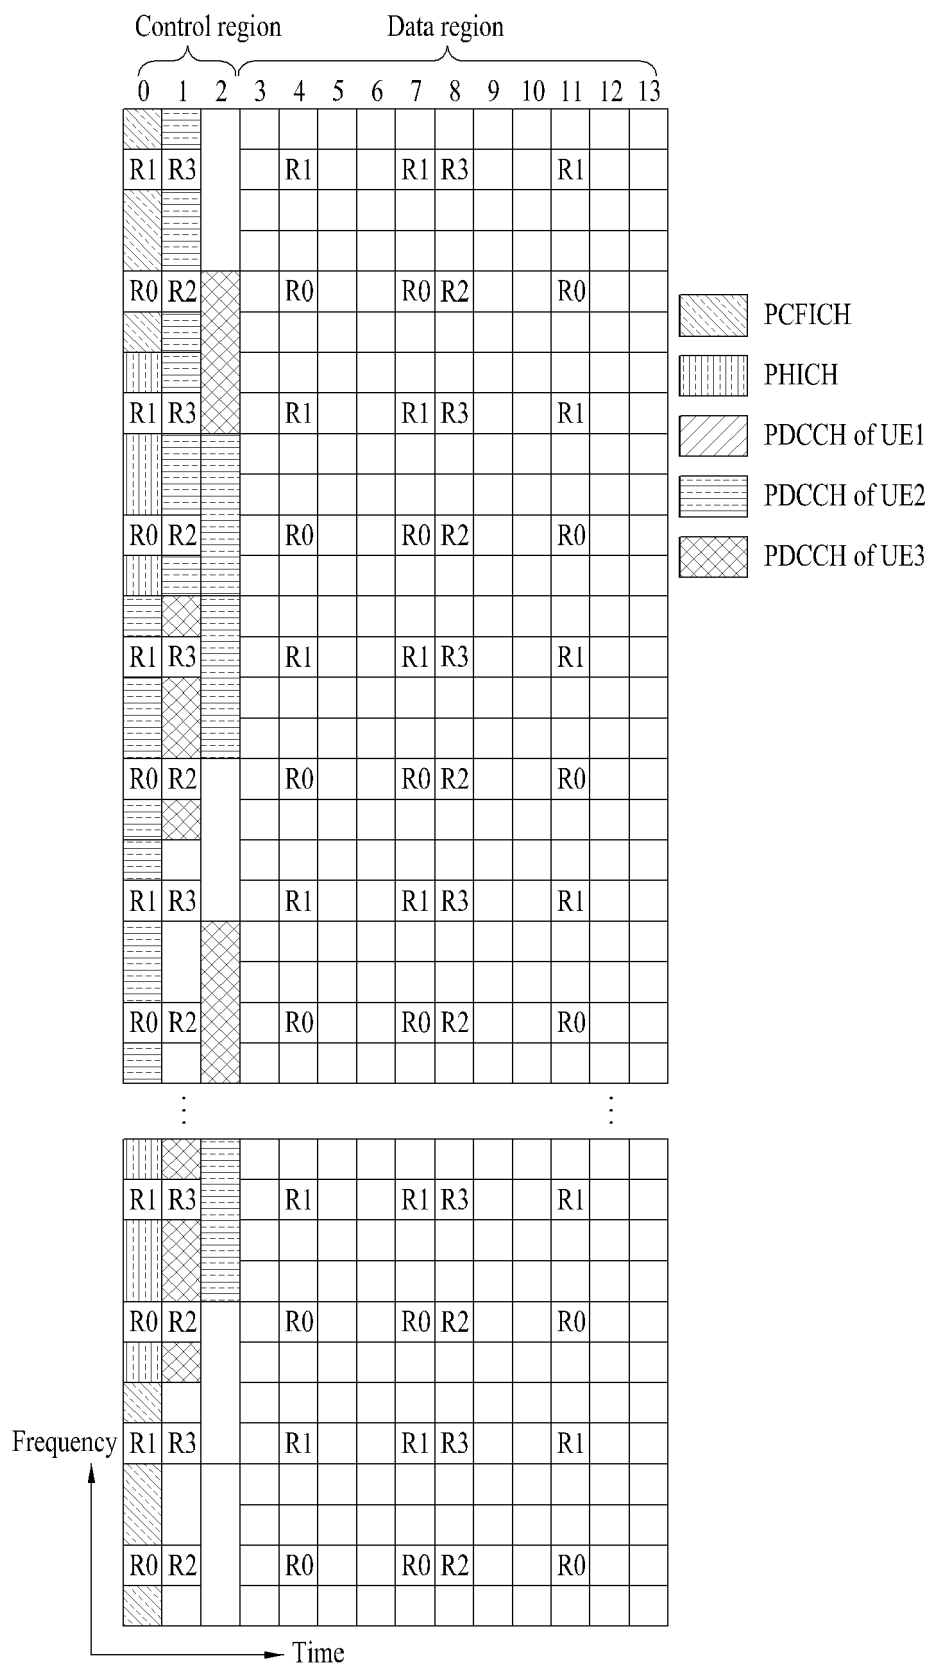 Control region Data region
0 1 2 3 4 5 6 7 8 9 10 11 12 13
R1 R3 R1 R1 R3 R1
R0 R2 R0 R0 R2 R0
PCFICH
PHICH
R1 R3 R1 R1 R3 R1
PDCCH of UE1
PDCCH of UE2
R0 R2 R0 R0 R2 R0
PDCCH of UE3
R1 R3 R1 R1 R3 R1
R0 R2 R0 R0 R2 R0
R1 R3 R1 R1 R3 R1
R0 R2 R0 R0 R2 R0
R1 R3 R1 R1 R3 R1
R0 R2 R0 R0 R2 R0
Frequency R1 R3 R1 R1 R3 R1
R0 R2 R0 R0 R2 R0
Time